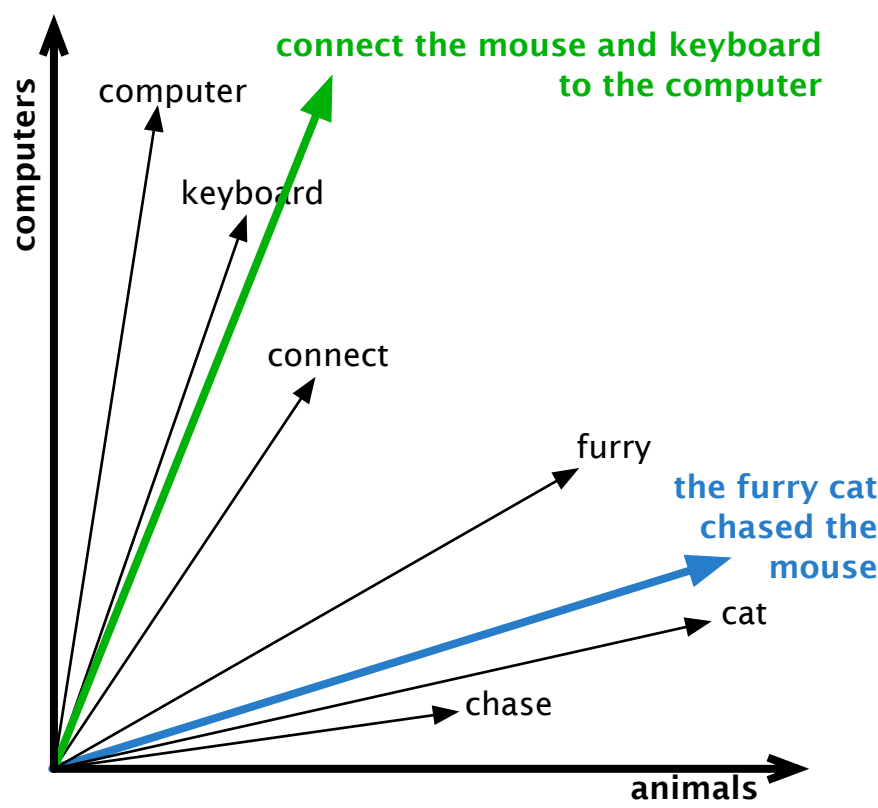 connect the mouse and keyboard
to the computer
computer
computers
keyboard
connect
furry
the furry cat
chased the
mouse
cat
chase
animals